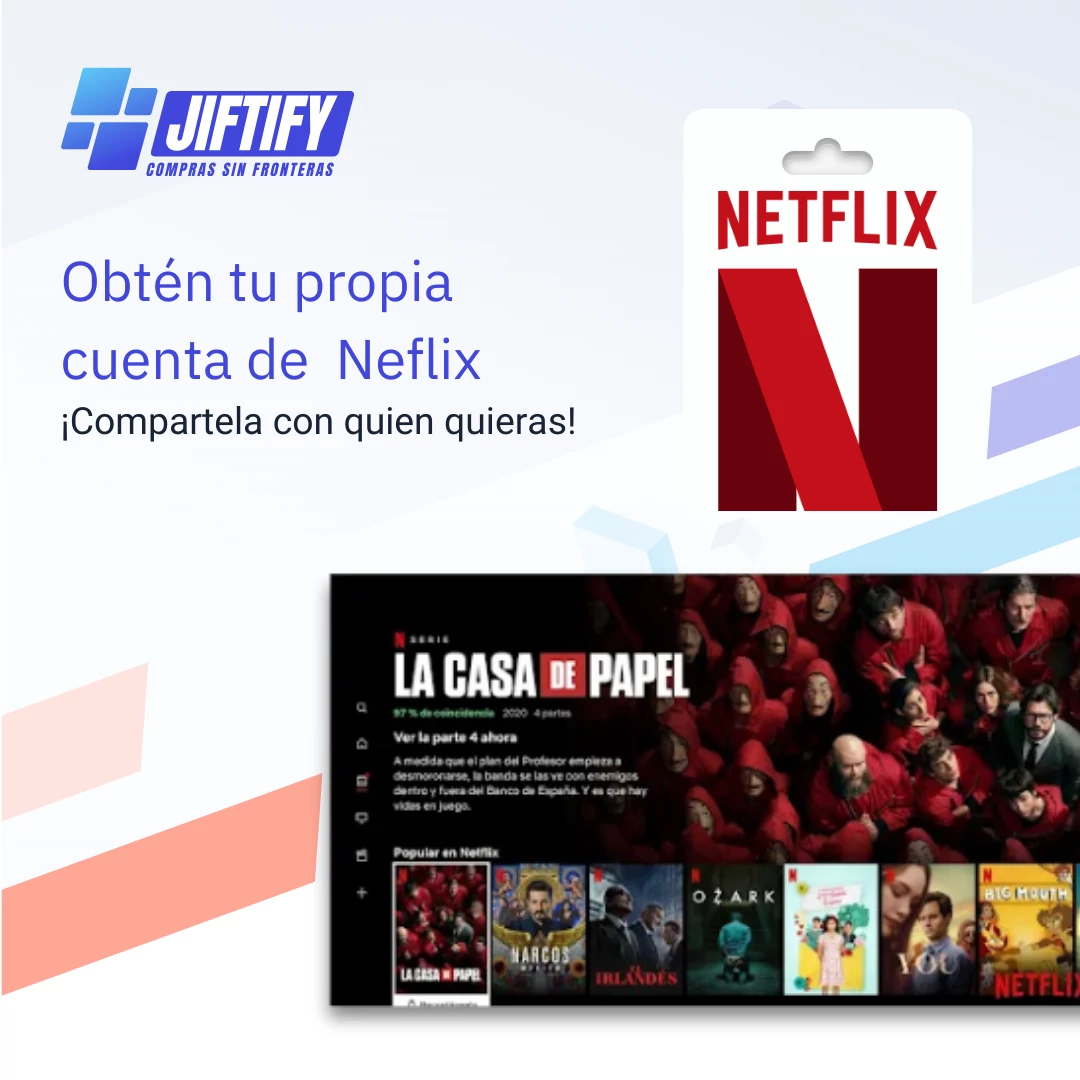 JIFTIFY
COMPRAS SIN FRONTERAS
NETFLIX
Obtén tu propia
cuenta de Neflix
¡Compartela con quien quieras!
SERIE
LA CASA DE PAPEL
97 % de coincidencia 2020 4 partes
Ver la parte 4 ahora
A medida que el plan del Profesor empieza a
desmoronarse, la banda se las ve con enemigos
dentro y fuera del Banco de España. Y es que hay
vidas en juego.
Popular en Netflix
LA CASA DE PAPEL
NARCOS
EL IRLANDÉS
OZARK
YOU
BIG MOUTH
NETFLIX